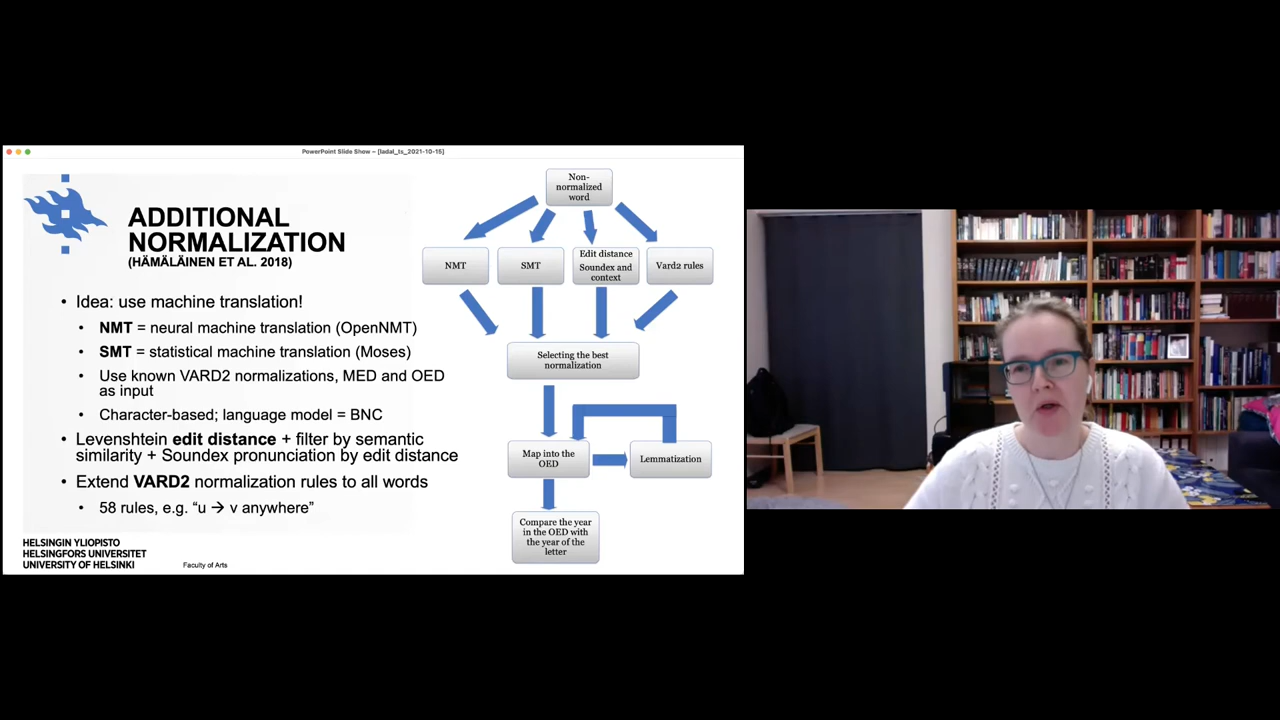 PowerPoint Slide Show – [ladal_ts_2021-10-15]
ADDITIONAL
NORMALIZATION
(HÄMÄLÄINEN ET AL. 2018)
• Idea: use machine translation!
• NMT = neural machine translation (OpenNMT)
• SMT = statistical machine translation (Moses)
• Use known VARD2 normalizations, MED and OED
as input
• Character-based; language model = BNC
• Levenshtein edit distance + filter by semantic
similarity + Soundex pronunciation by edit distance
• Extend VARD2 normalization rules to all words
• 58 rules, e.g. “u → v anywhere”
HELSINGIN YLIOPISTO
HELSINGFORS UNIVERSITET
UNIVERSITY OF HELSINKI
Faculty of Arts
Non-
normalized
word
NMT
SMT
Edit distance
Soundex and
context
Vard2 rules
Selecting the best
normalization
Map into the
OED
Lemmatization
Compare the year
in the OED with
the year of the
letter